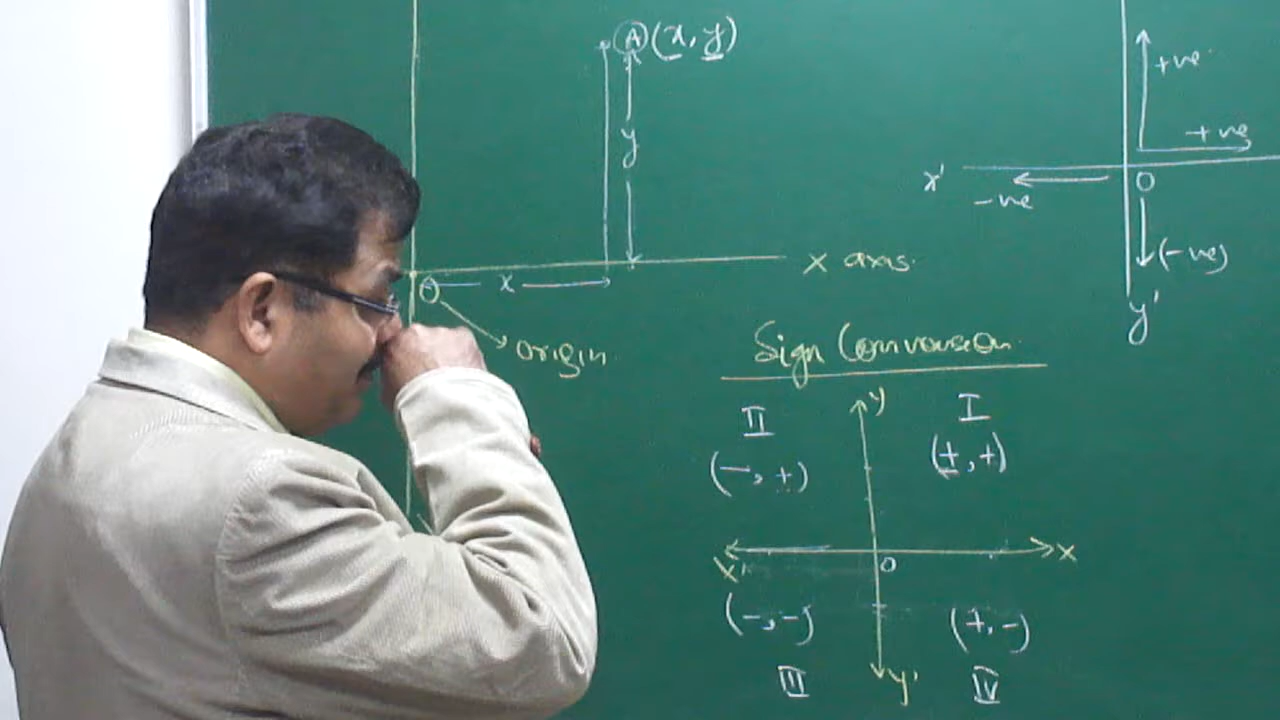 A (x, y)
y
X axis
O
x
origin
+ve
+ve
x'
O
-ve
(-ve)
y'
Sign Convension
y
II
I
(-, +)
(+, +)
X'
O
X
(-, -)
(+, -)
III
y'
IV